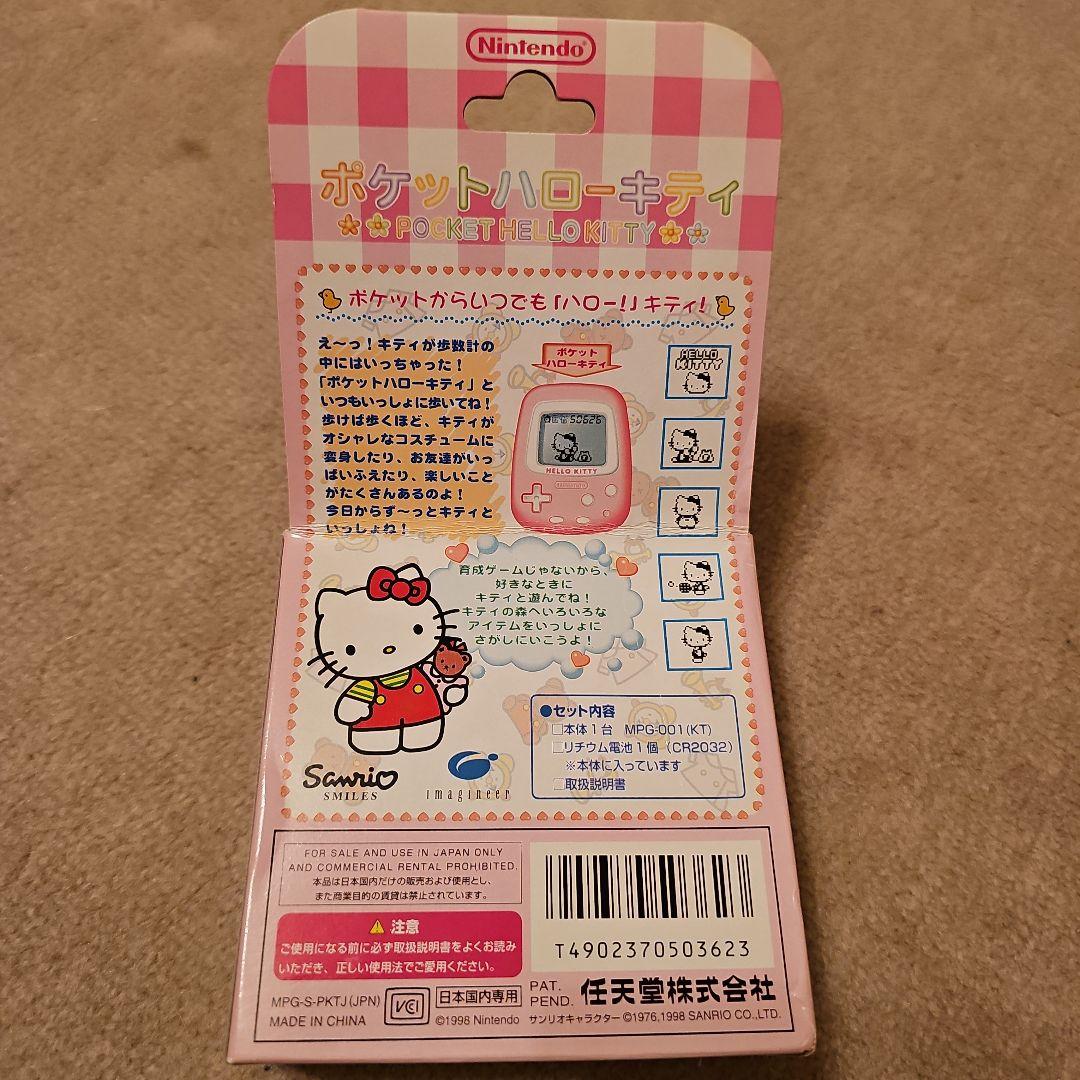 Nintendo
ポケットハローキティ
POCKET HELLO KITTY
ポケットからいつでも「ハロー!」キティ!
え〜っ!キティが歩数計の
中にはいっちゃった!
「ポケットハローキティ」と
いつもいっしょに歩いてね!
歩けば歩くほど、キティが
オシャレなコスチュームに
変身したり、お友達がいっ
ぱいふえたり、楽しいこと
がたくさんあるのよ!
今日からず〜っとキティと
いっしょね!
ポケット
ハローキティ
50626
HELLO KITTY
HELLO
KITTY
育成ゲームじゃないから、
好きなときに
キティと遊んでね!
キティの森へいろいろな
アイテムをいっしょに
さがしにいこうよ!
●セット内容
□本体1台 MPG-001(KT)
□リチウム電池1個(CR2032)
※本体に入っています
□取扱説明書
Sanrio
SMILES
imagineer
FOR SALE AND USE IN JAPAN ONLY
AND COMMERCIAL RENTAL PROHIBITED.
本品は日本国内だけの販売および使用とし、
また商業目的の賃貸は禁止されています。
注意
ご使用になる前に必ず取扱説明書をよくお読み
いただき、正しい使用法でご愛用ください。
T4902370503623
MPG-S-PKTJ(JPN)
MADE IN CHINA
VCI
日本国内専用
PAT.
PEND.
任天堂株式会社
©1998 Nintendo サンリオキャラクター ©1976,1998 SANRIO CO.,LTD.